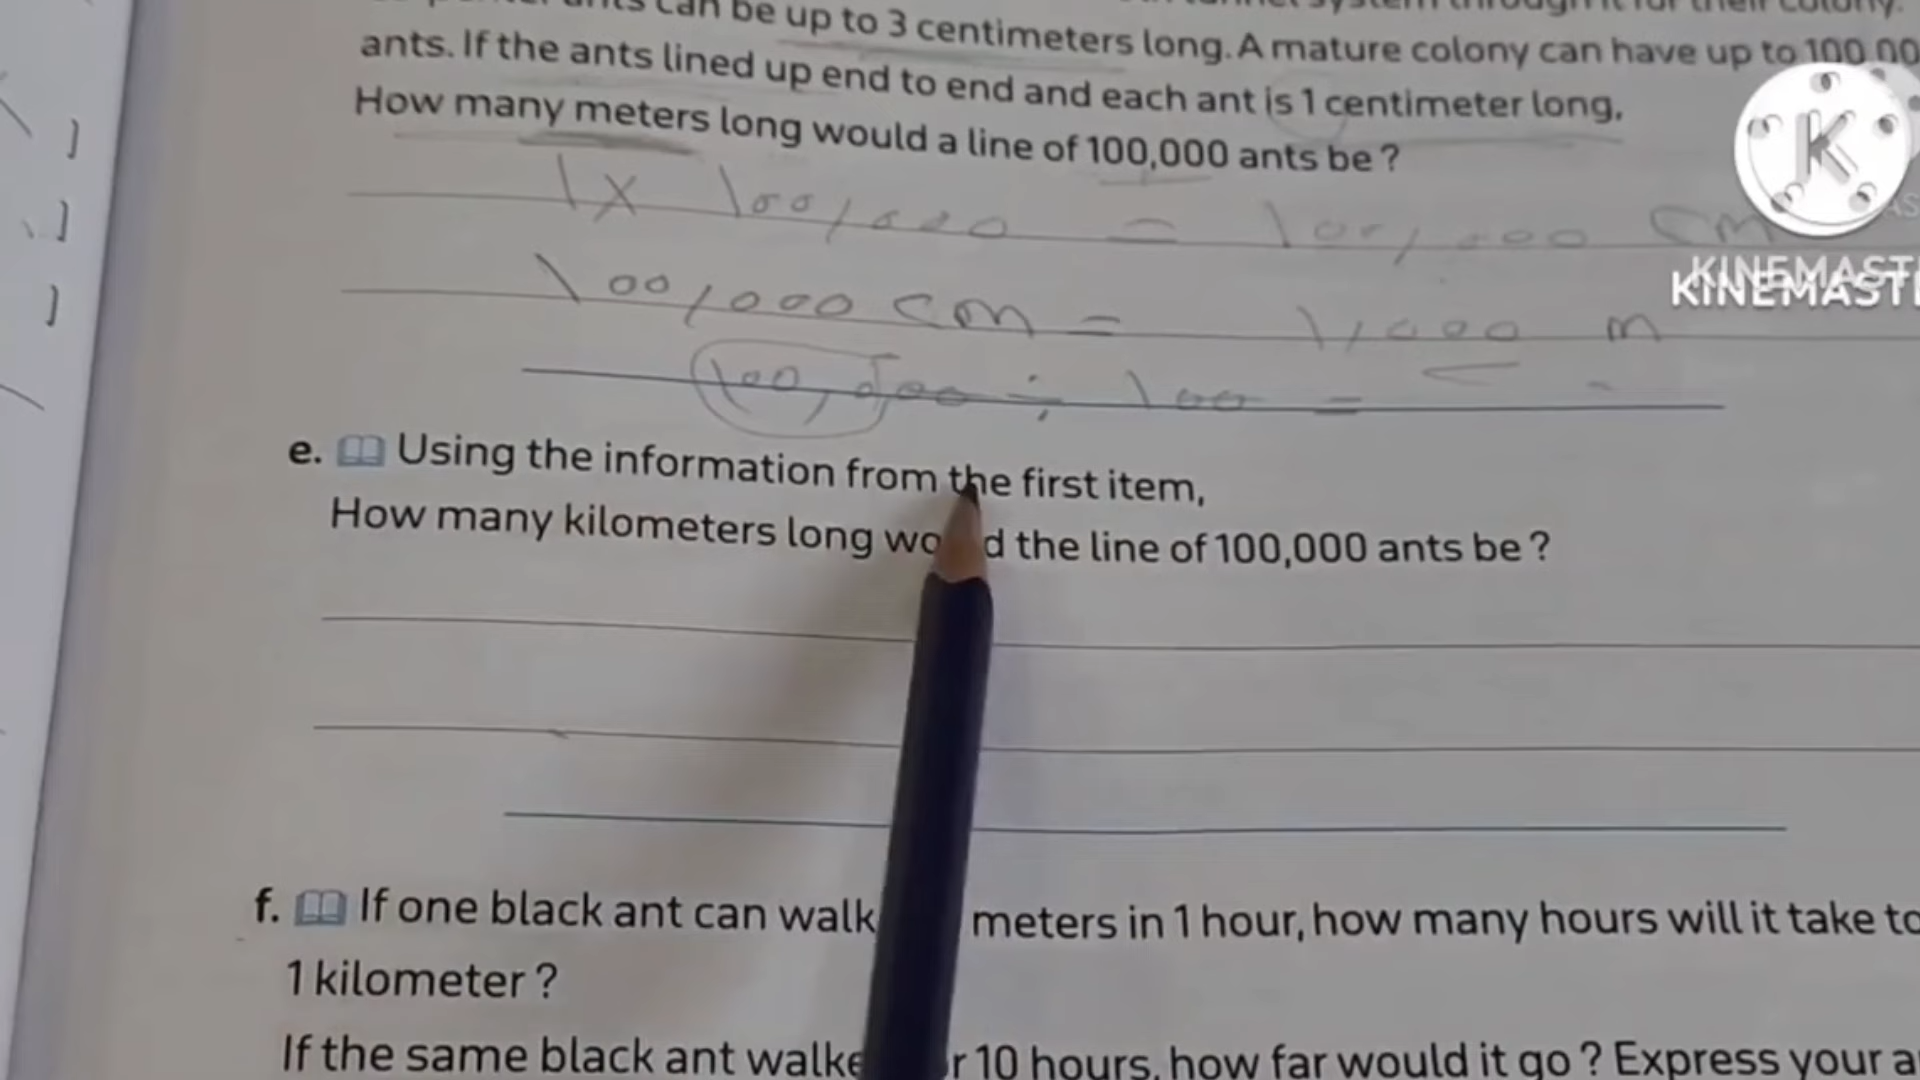 can be up to 3 centimeters long. A mature colony can have up to 100,00
ants. If the ants lined up end to end and each ant is 1 centimeter long,
How many meters long would a line of 100,000 ants be ?
1 x 100,000 = 100,000 cm
100,000 cm = 1,000 m
100,000 ÷ 100 =
K
KINEMAST
e. Using the information from the first item,
How many kilometers long wo d the line of 100,000 ants be ?
f. If one black ant can walk meters in 1 hour, how many hours will it take to
1 kilometer ?
If the same black ant walke r 10 hours, how far would it go ? Express your a